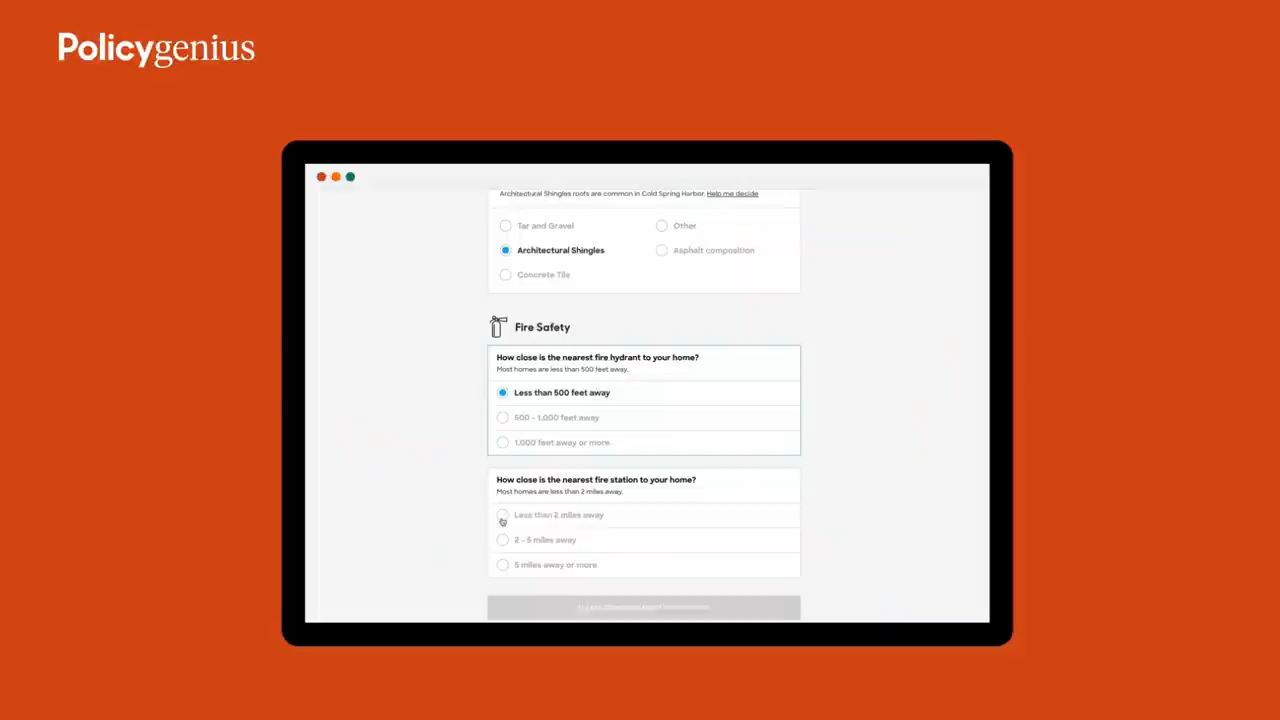 Policygenius
Architectural Shingles roofs are common in Cold Spring Harbor. Help me decide
Tar and Gravel
Other
Architectural Shingles
Asphalt composition
Concrete Tile
Fire Safety
How close is the nearest fire hydrant to your home?
Most homes are less than 500 feet away.
Less than 500 feet away
500 - 1,000 feet away
1,000 feet away or more
How close is the nearest fire station to your home?
Most homes are less than 2 miles away.
Less than 2 miles away
2 - 5 miles away
5 miles away or more